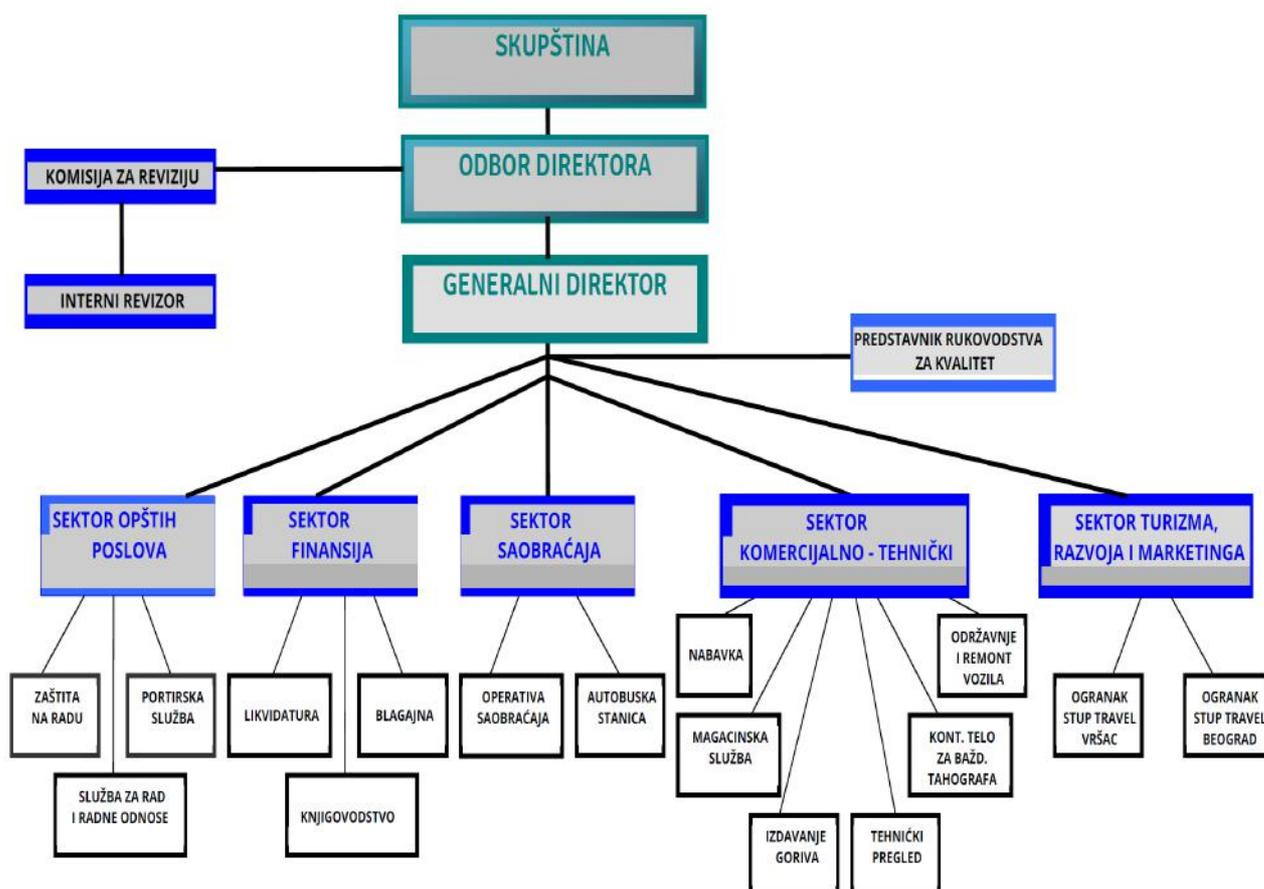 SKUPŠTINA
ODBOR DIREKTORA
KOMISIJA ZA REVIZIJU
INTERNI REVIZOR
GENERALNI DIREKTOR
PREDSTAVNIK RUKOVODSTVA
ZA KVALITET
SEKTOR OPŠTIH
POSLOVA
SEKTOR
FINANSIJA
SEKTOR
SAOBRAĆAJA
SEKTOR
KOMERCIJALNO - TEHNIČKI
SEKTOR TURIZMA,
RAZVOJA I MARKETINGA
ZAŠTITA
NA RADU
PORTIRSKA
SLUŽBA
SLUŽBA ZA RAD
I RADNE ODNOSE
LIKVIDATURA
BLAGAJNA
KNJIGOVODSTVO
OPERATIVA
SAOBRAĆAJA
AUTOBUSKA
STANICA
NABAVKA
ODRŽAVNJE
I REMONT
VOZILA
MAGACINSKA
SLUŽBA
KONT. TELO
ZA BAŽD.
TAHOGRAFA
IZDAVANJE
GORIVA
TEHNIČKI
PREGLED
OGRANAK
STUP TRAVEL
VRŠAC
OGRANAK
STUP TRAVEL
BEOGRAD